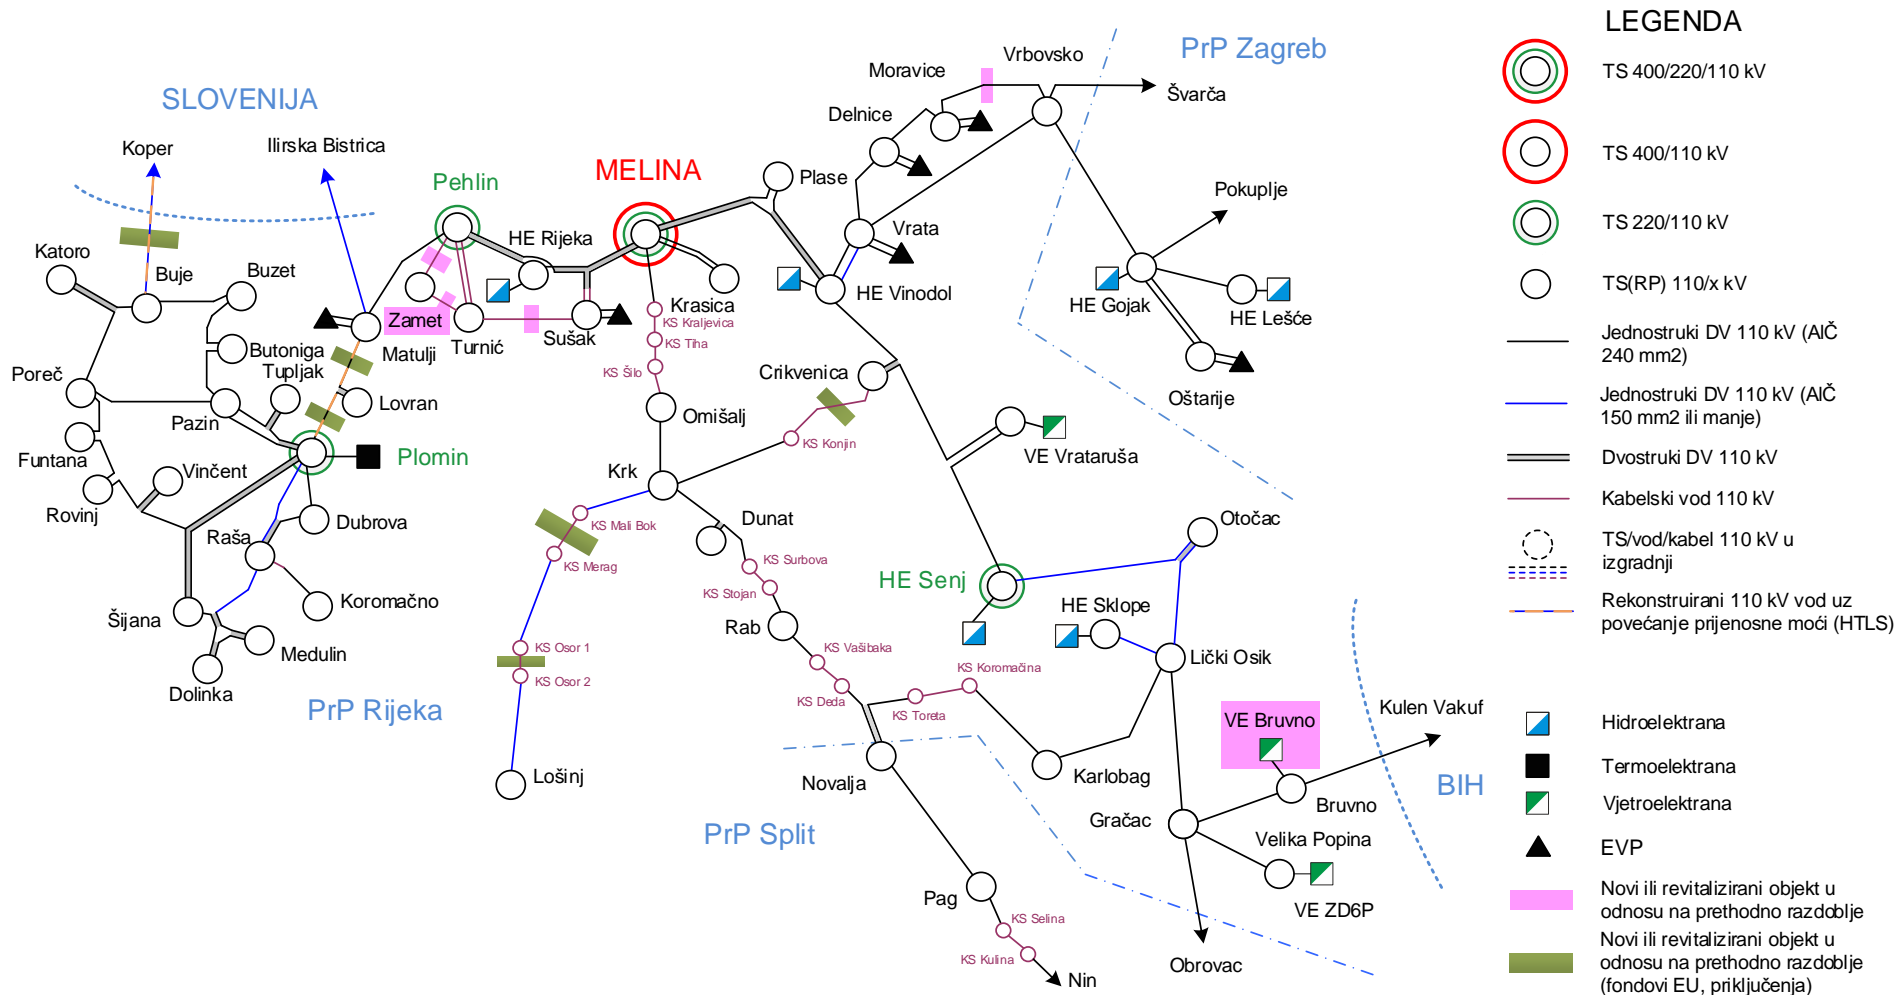 LEGENDA
TS 400/220/110 kV
TS 400/110 kV
TS 220/110 kV
TS(RP) 110/x kV
Jednostruki DV 110 kV (AIČ
240 mm2)
Jednostruki DV 110 kV (AIČ
150 mm2 ili manje)
Dvostruki DV 110 kV
Kabelski vod 110 kV
TS/vod/kabel 110 kV u
izgradnji
Rekonstruirani 110 kV vod uz
povećanje prijenosne moći (HTLS)
Hidroelektrana
Termoelektrana
Vjetroelektrana
EVP
Novi ili revitalizirani objekt u
odnosu na prethodno razdoblje
Novi ili revitalizirani objekt u
odnosu na prethodno razdoblje
(fondovi EU, priključenja)
SLOVENIJA
PrP Zagreb
Vrbovsko
Moravice
Švarča
Delnice
Koper
Ilirska Bistrica
Pehlin
MELINA
Plase
Pokuplje
Katoro
Buje
Buzet
HE Rijeka
Vrata
Krasica
HE Vinodol
HE Gojak
HE Lešće
Zamet
Turnić
Sušak
KS Kraljevica
KS Tiha
KS Šilo
Matulji
Butoniga
Tupljak
Poreč
Lovran
Crikvenica
Oštarije
Pazin
Omišalj
Funtana
Vinčent
Plomin
KS Konjin
VE Vrataruša
Rovinj
Krk
Dubrova
Raša
KS Mali Bok
Dunat
Otočac
KS Merag
KS Surbova
KS Stojan
HE Senj
Koromačno
Šijana
HE Sklope
Rab
Medulin
KS Osor 1
KS Osor 2
KS Vašibaka
KS Koromačina
Lički Osik
Dolinka
PrP Rijeka
KS Deda
KS Toreta
VE Bruvno
Kulen Vakuf
Lošinj
Novalja
Karlobag
Bruvno
BIH
PrP Split
Gračac
Velika Popina
Pag
VE ZD6P
KS Selina
KS Kulina
Nin
Obrovac